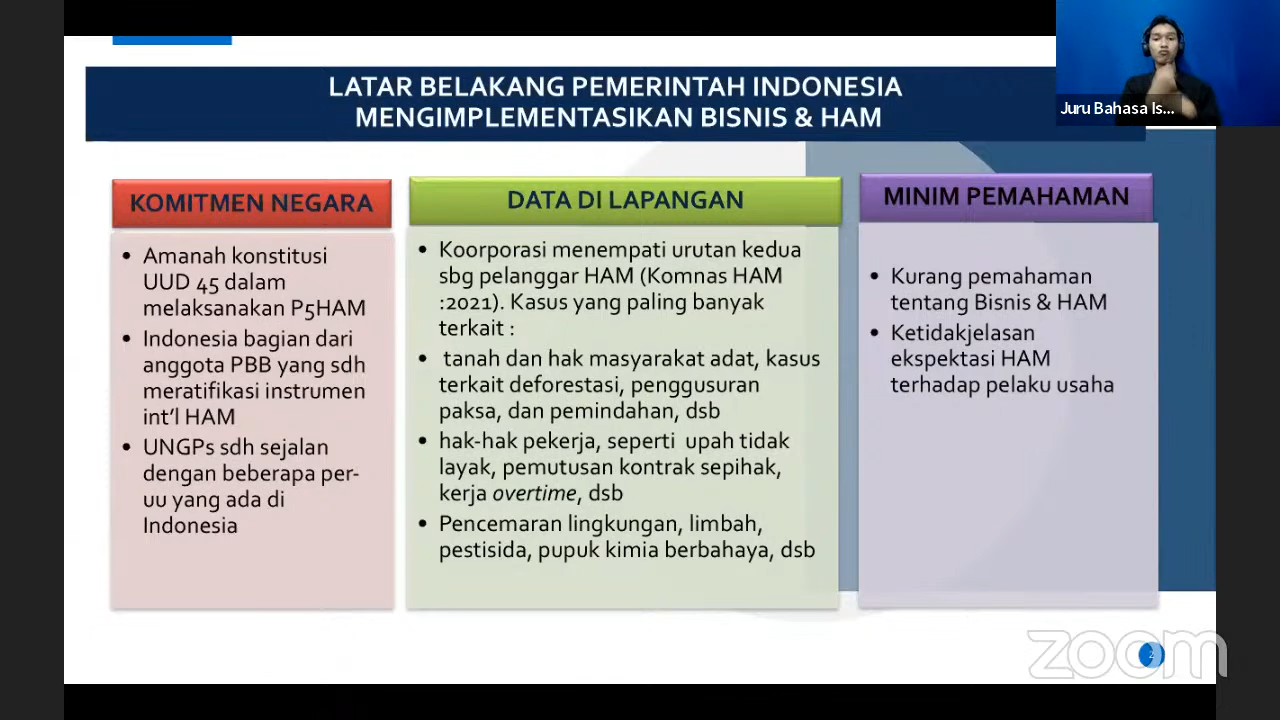 LATAR BELAKANG PEMERINTAH INDONESIA
MENGIMPLEMENTASIKAN BISNIS & HAM
Juru Bahasa Is...
KOMITMEN NEGARA
• Amanah konstitusi
UUD 45 dalam
melaksanakan P5HAM
• Indonesia bagian dari
anggota PBB yang sdh
meratifikasi instrumen
int'l HAM
• UNGPs sdh sejalan
dengan beberapa per-
uu yang ada di
Indonesia
DATA DI LAPANGAN
• Koorporasi menempati urutan kedua
sbg pelanggar HAM (Komnas HAM
:2021). Kasus yang paling banyak
terkait :
• tanah dan hak masyarakat adat, kasus
terkait deforestasi, penggusuran
paksa, dan pemindahan, dsb
• hak-hak pekerja, seperti upah tidak
layak, pemutusan kontrak sepihak,
kerja overtime, dsb
• Pencemaran lingkungan, limbah,
pestisida, pupuk kimia berbahaya, dsb
MINIM PEMAHAMAN
• Kurang pemahaman
tentang Bisnis & HAM
• Ketidakjelasan
ekspektasi HAM
terhadap pelaku usaha
zoom
2